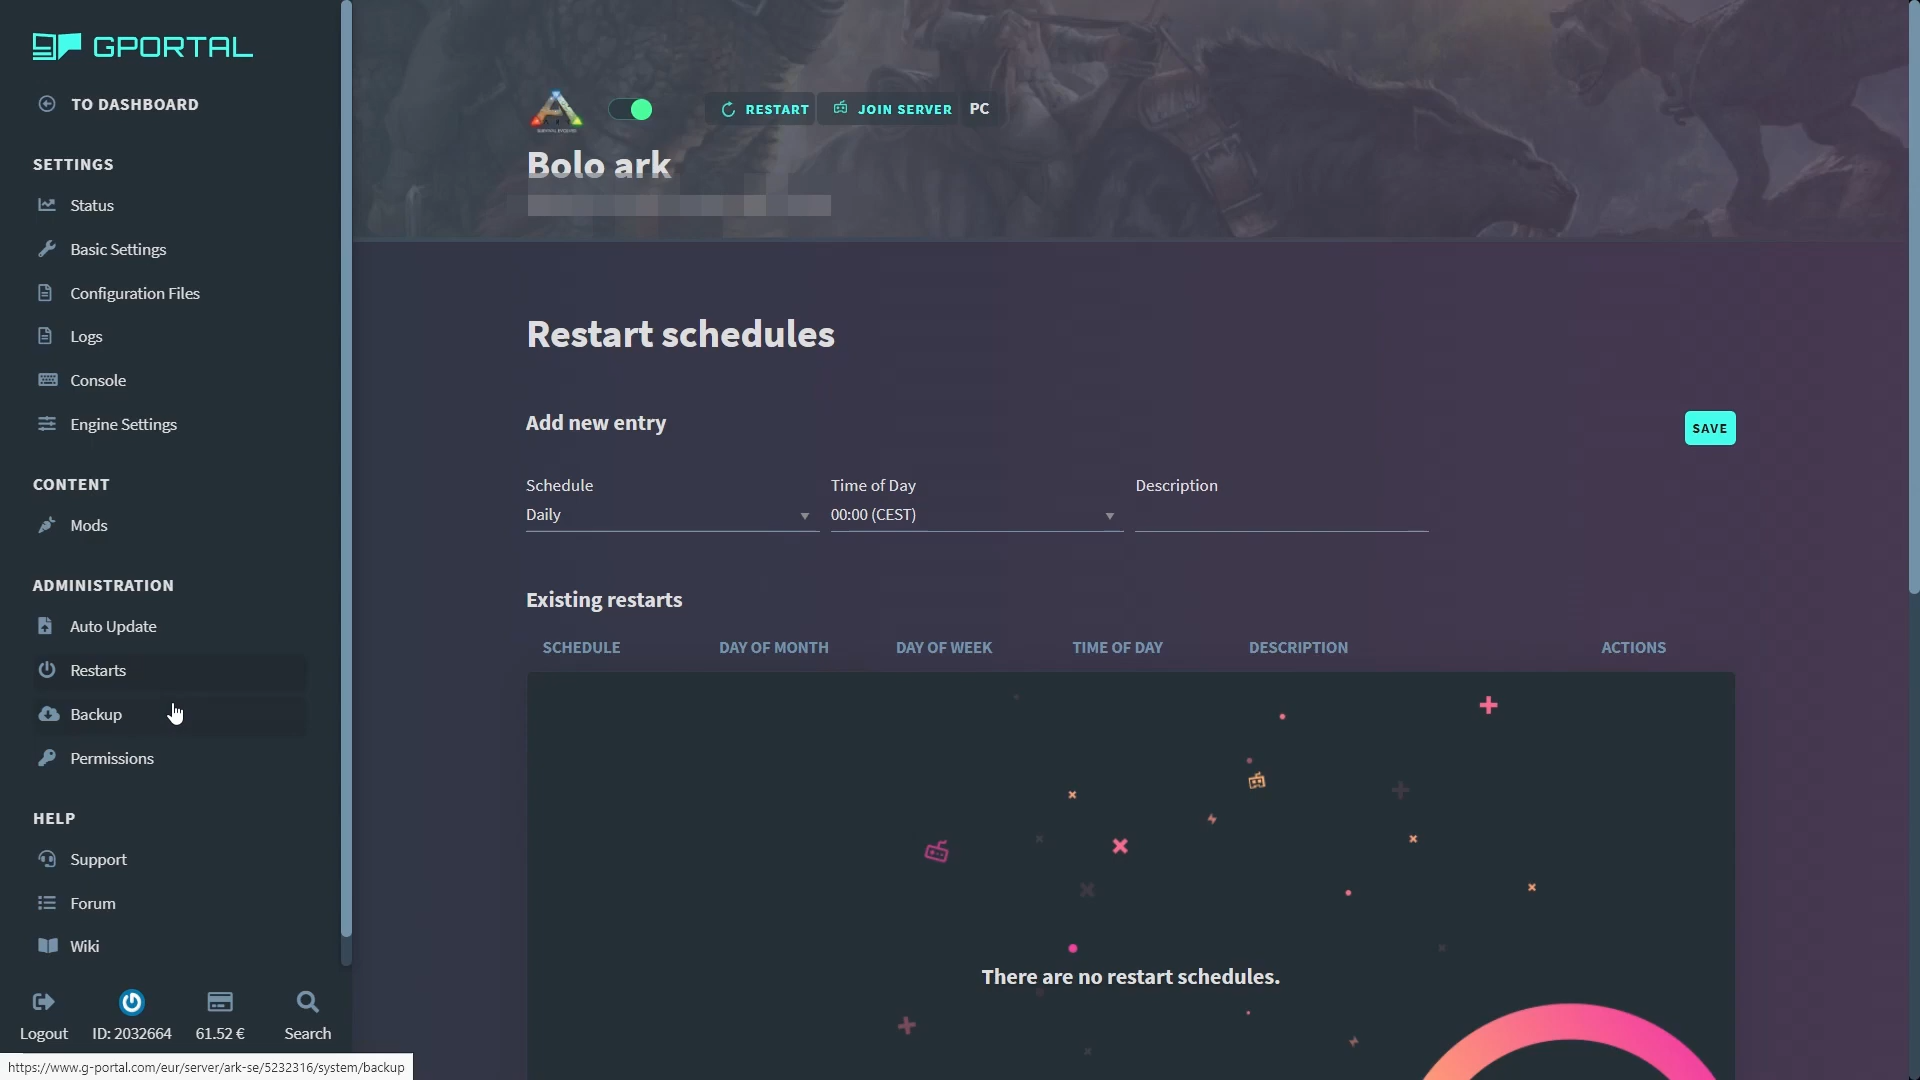 GPORTAL
TO DASHBOARD
SETTINGS
Status
Basic Settings
Configuration Files
Logs
Console
Engine Settings
CONTENT
Mods
ADMINISTRATION
Auto Update
Restarts
Backup
Permissions
HELP
Support
Forum
Wiki
Logout
ID: 2032664
61.52 €
Search
https://www.g-portal.com/eur/server/ark-se/5232316/system/backup
RESTART
JOIN SERVER
PC
Bolo ark
Restart schedules
Add new entry
SAVE
Schedule
Time of Day
Description
Daily
00:00 (CEST)
Existing restarts
SCHEDULE
DAY OF MONTH
DAY OF WEEK
TIME OF DAY
DESCRIPTION
ACTIONS
There are no restart schedules.